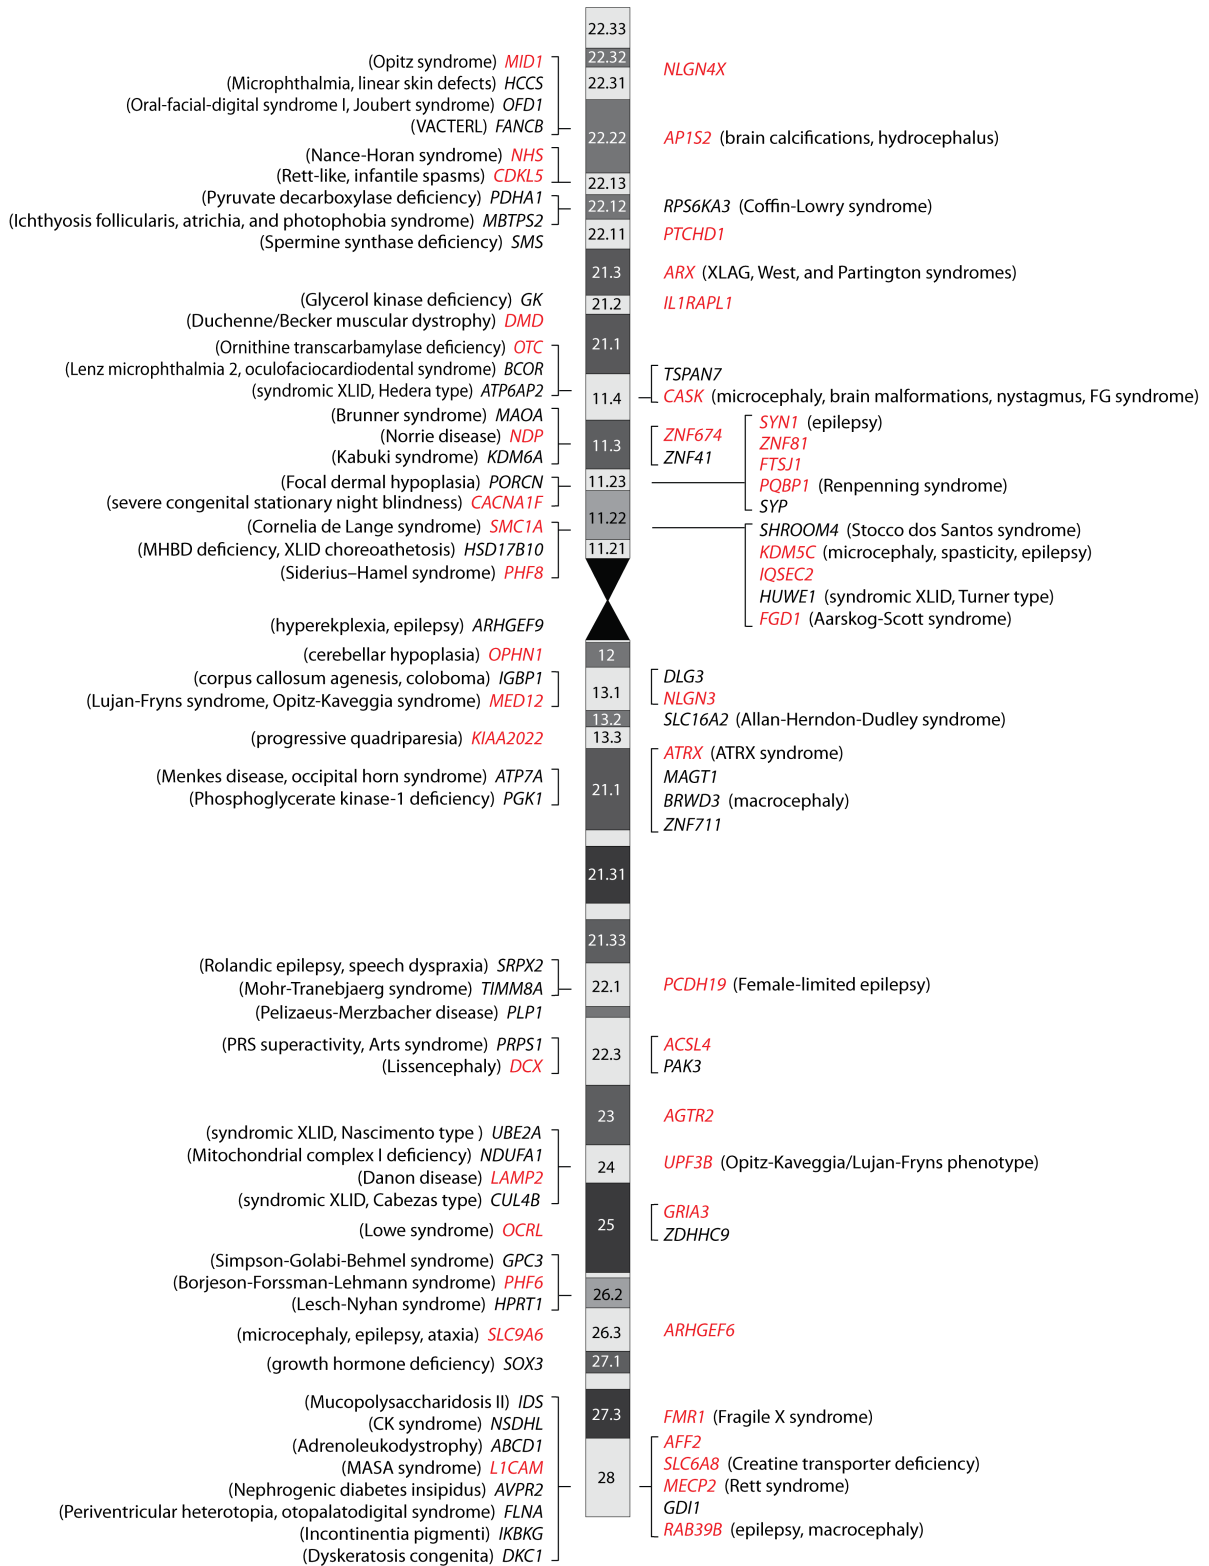 22.33
(Opitz syndrome) MID1
22.32
NLGN4X
(Microphthalmia, linear skin defects) HCCS
22.31
(Oral-facial-digital syndrome I, Joubert syndrome) OFD1
(VACTERL) FANCB
22.22
AP1S2 (brain calcifications, hydrocephalus)
(Nance-Horan syndrome) NHS
(Rett-like, infantile spasms) CDKL5
22.13
(Pyruvate decarboxylase deficiency) PDHA1
22.12
RPS6KA3 (Coffin-Lowry syndrome)
(Ichthyosis follicularis, atrichia, and photophobia syndrome) MBTPS2
22.11
PTCHD1
(Spermine synthase deficiency) SMS
21.3
ARX (XLAG, West, and Partington syndromes)
(Glycerol kinase deficiency) GK
21.2
IL1RAPL1
(Duchenne/Becker muscular dystrophy) DMD
21.1
(Ornithine transcarbamylase deficiency) OTC
(Lenz microphthalmia 2, oculofaciocardiodental syndrome) BCOR
TSPAN7
(syndromic XLID, Hedera type) ATP6AP2
11.4
CASK (microcephaly, brain malformations, nystagmus, FG syndrome)
(Brunner syndrome) MAOA
SYN1 (epilepsy)
(Norrie disease) NDP
11.3
ZNF674
ZNF81
(Kabuki syndrome) KDM6A
ZNF41
FTSJ1
(Focal dermal hypoplasia) PORCN
11.23
PQBP1 (Renpenning syndrome)
(severe congenital stationary night blindness) CACNA1F
SYP
(Cornelia de Lange syndrome) SMC1A
11.22
SHROOM4 (Stocco dos Santos syndrome)
(MHBD deficiency, XLID choreoathetosis) HSD17B10
11.21
KDM5C (microcephaly, spasticity, epilepsy)
(Siderius–Hamel syndrome) PHF8
IQSEC2
HUWE1 (syndromic XLID, Turner type)
FGD1 (Aarskog-Scott syndrome)
(hyperekplexia, epilepsy) ARHGEF9
(cerebellar hypoplasia) OPHN1
12
(corpus callosum agenesis, coloboma) IGBP1
DLG3
(Lujan-Fryns syndrome, Opitz-Kaveggia syndrome) MED12
13.1
NLGN3
13.2
SLC16A2 (Allan-Herndon-Dudley syndrome)
(progressive quadriparesia) KIAA2022
13.3
ATRX (ATRX syndrome)
(Menkes disease, occipital horn syndrome) ATP7A
MAGT1
(Phosphoglycerate kinase-1 deficiency) PGK1
21.1
BRWD3 (macrocephaly)
ZNF711
21.31
21.33
(Rolandic epilepsy, speech dyspraxia) SRPX2
(Mohr-Tranebjaerg syndrome) TIMM8A
22.1
PCDH19 (Female-limited epilepsy)
(Pelizaeus-Merzbacher disease) PLP1
(PRS superactivity, Arts syndrome) PRPS1
22.3
ACSL4
(Lissencephaly) DCX
PAK3
23
AGTR2
(syndromic XLID, Nascimento type ) UBE2A
(Mitochondrial complex I deficiency) NDUFA1
24
UPF3B (Opitz-Kaveggia/Lujan-Fryns phenotype)
(Danon disease) LAMP2
(syndromic XLID, Cabezas type) CUL4B
GRIA3
(Lowe syndrome) OCRL
25
ZDHHC9
(Simpson-Golabi-Behmel syndrome) GPC3
(Borjeson-Forssman-Lehmann syndrome) PHF6
26.2
(Lesch-Nyhan syndrome) HPRT1
(microcephaly, epilepsy, ataxia) SLC9A6
26.3
ARHGEF6
(growth hormone deficiency) SOX3
27.1
(Mucopolysaccharidosis II) IDS
27.3
FMR1 (Fragile X syndrome)
(CK syndrome) NSDHL
(Adrenoleukodystrophy) ABCD1
AFF2
(MASA syndrome) L1CAM
SLC6A8 (Creatine transporter deficiency)
28
(Nephrogenic diabetes insipidus) AVPR2
MECP2 (Rett syndrome)
(Periventricular heterotopia, otopalatodigital syndrome) FLNA
GDI1
(Incontinentia pigmenti) IKBKG
RAB39B (epilepsy, macrocephaly)
(Dyskeratosis congenita) DKC1